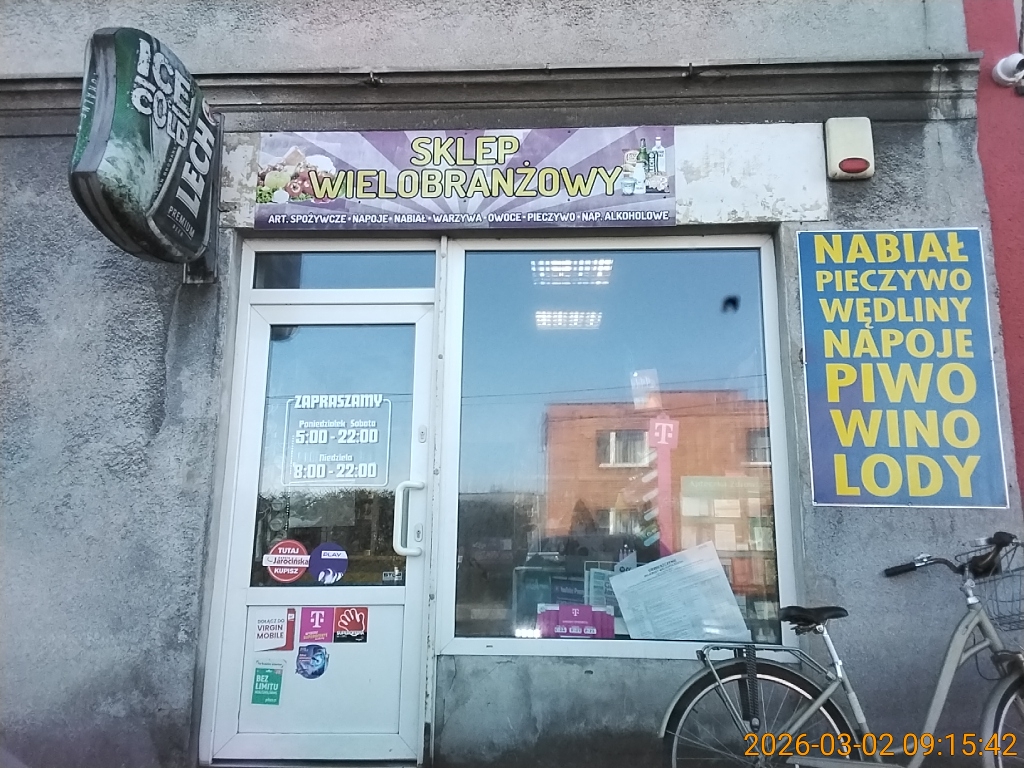 ICE
COLD
LECH
PREMIUM
SKLEP
WIELOBRANŻOWY
ART. SPOŻYWCZE • NAPOJE • NABIAŁ • WARZYWA • OWOCE • PIECZYWO • NAP. ALKOHOLOWE
NABIAŁ
PIECZYWO
WĘDLINY
NAPOJE
PIWO
WINO
LODY
ZAPRASZAMY
Poniedziałek Sobota
5:00 - 22:00
Niedziela
8:00 - 22:00
TUTAJ
Jarocińska
KUPISZ
PLAY
DOŁĄCZ DO
VIRGIN
MOBILE
T
T
T
BEZ
LIMITU
2026-03-02 09:15:42